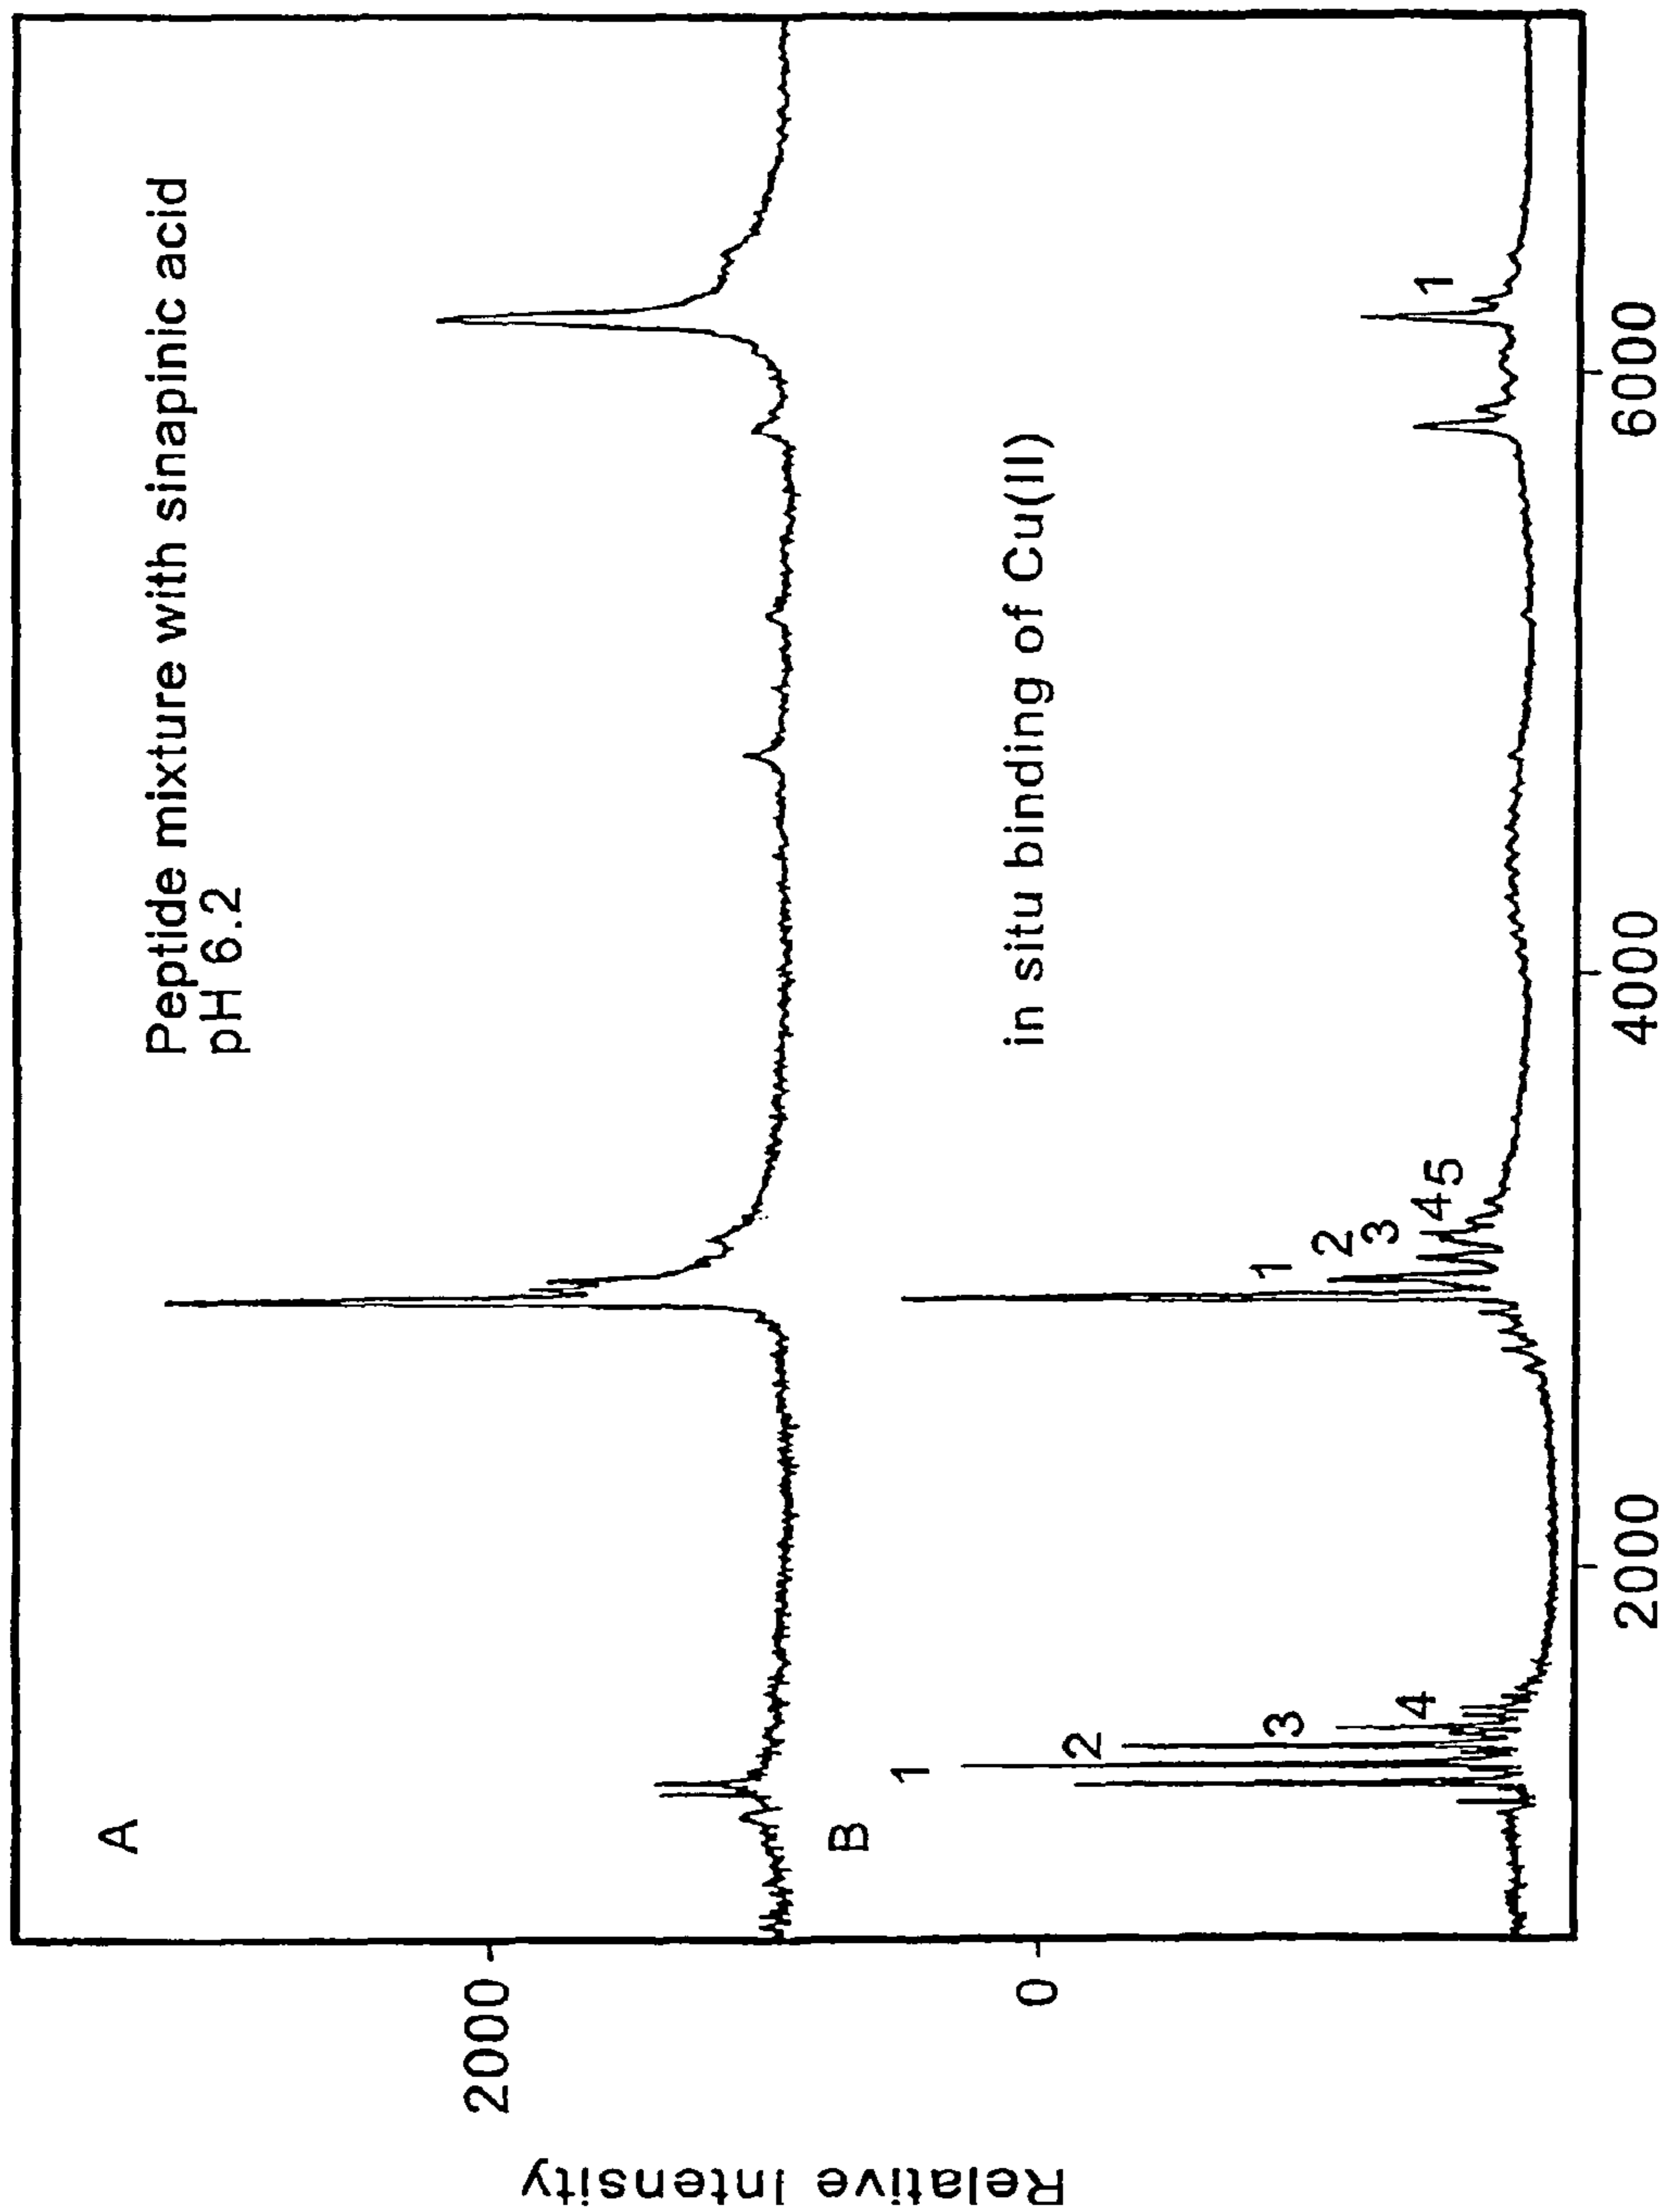 A
Peptide mixture with sinapinic acid
pH 6.2
2000
Relative Intensity
B
in situ binding of Cu(II)
0
1
2
3
4
1
2
3
4
5
1
2000
4000
6000